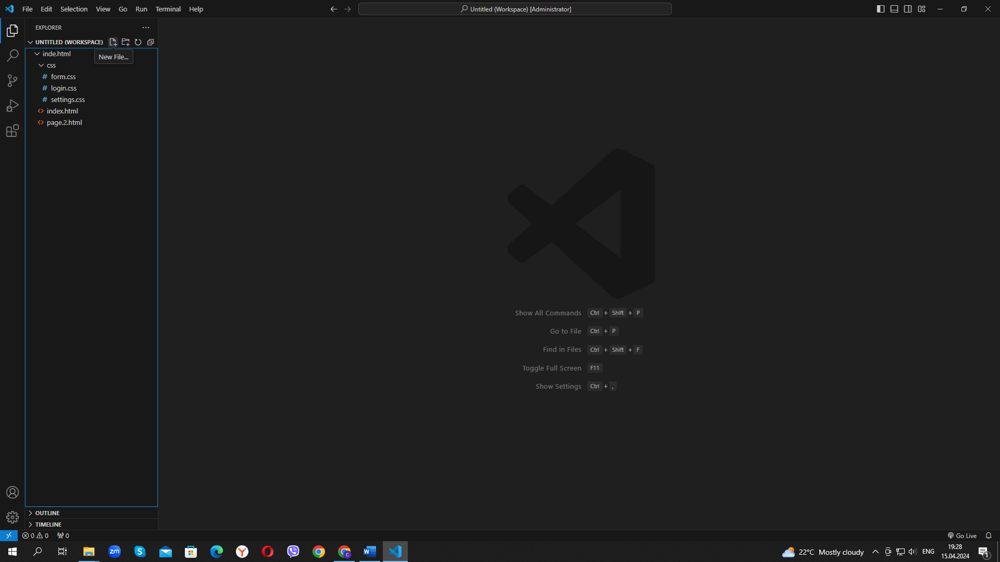 File Edit Selection View Go Run Terminal Help
Untitled (Workspace) [Administrator]
EXPLORER
UNTITLED (WORKSPACE)
inde.html
New File...
css
# form.css
# login.css
# settings.css
<> index.html
<> page.2.html
Show All Commands Ctrl + Shift + P
Go to File Ctrl + P
Find in Files Ctrl + Shift + F
Toggle Full Screen F11
Show Settings Ctrl + ,
OUTLINE
TIMELINE
0 0 0
Go Live
zm S Y W C
22°C Mostly cloudy
ENG
19:28
15.04.2024
1